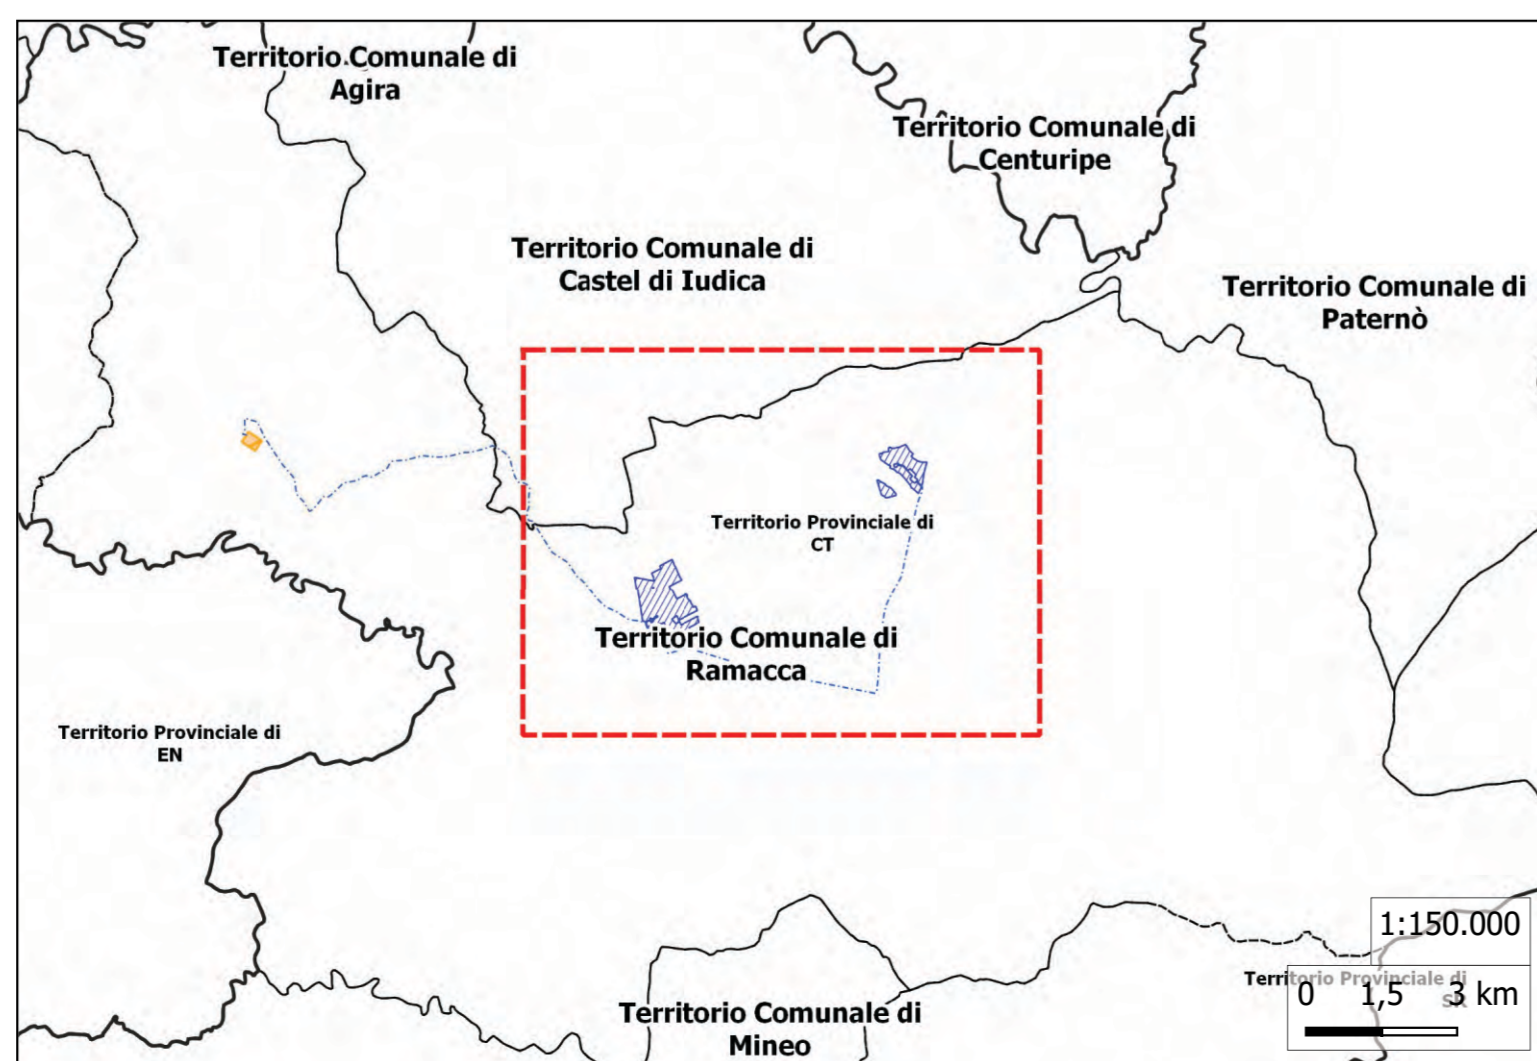 Territorio Comunale di
Agira
Territorio Comunale di
Centuripe
Territorio Comunale di
Castel di Iudica
Territorio Comunale di
Paternò
Territorio Provinciale di
CT
Territorio Comunale di
Ramacca
Territorio Provinciale di
EN
1:150.000
Territorio Provinciale di
SR
0 1,5 3 km
Territorio Comunale di
Mineo